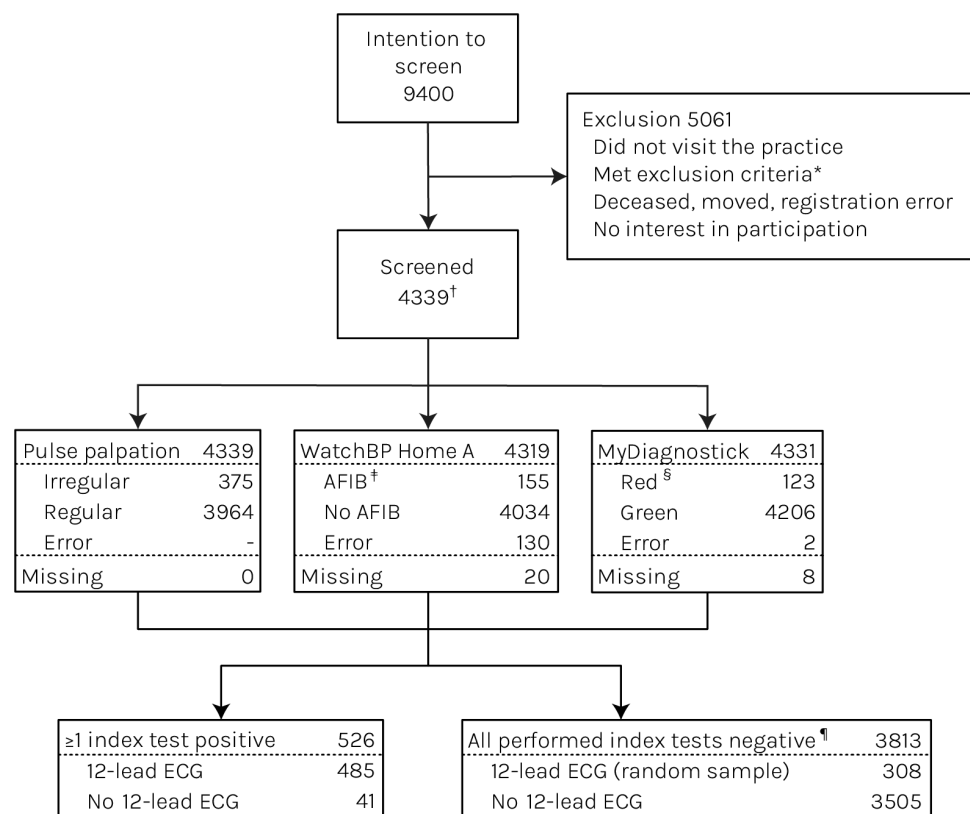 Intention to
screen
9400
Exclusion 5061
Did not visit the practice
Met exclusion criteria*
Deceased, moved, registration error
No interest in participation
Screened
4339†
Pulse palpation 4339
Irregular 375
Regular 3964
Error -
Missing 0
WatchBP Home A 4319
AFIB‡ 155
No AFIB 4034
Error 130
Missing 20
MyDiagnostick 4331
Red § 123
Green 4206
Error 2
Missing 8
≥1 index test positive 526
12-lead ECG 485
No 12-lead ECG 41
All performed index tests negative¶ 3813
12-lead ECG (random sample) 308
No 12-lead ECG 3505